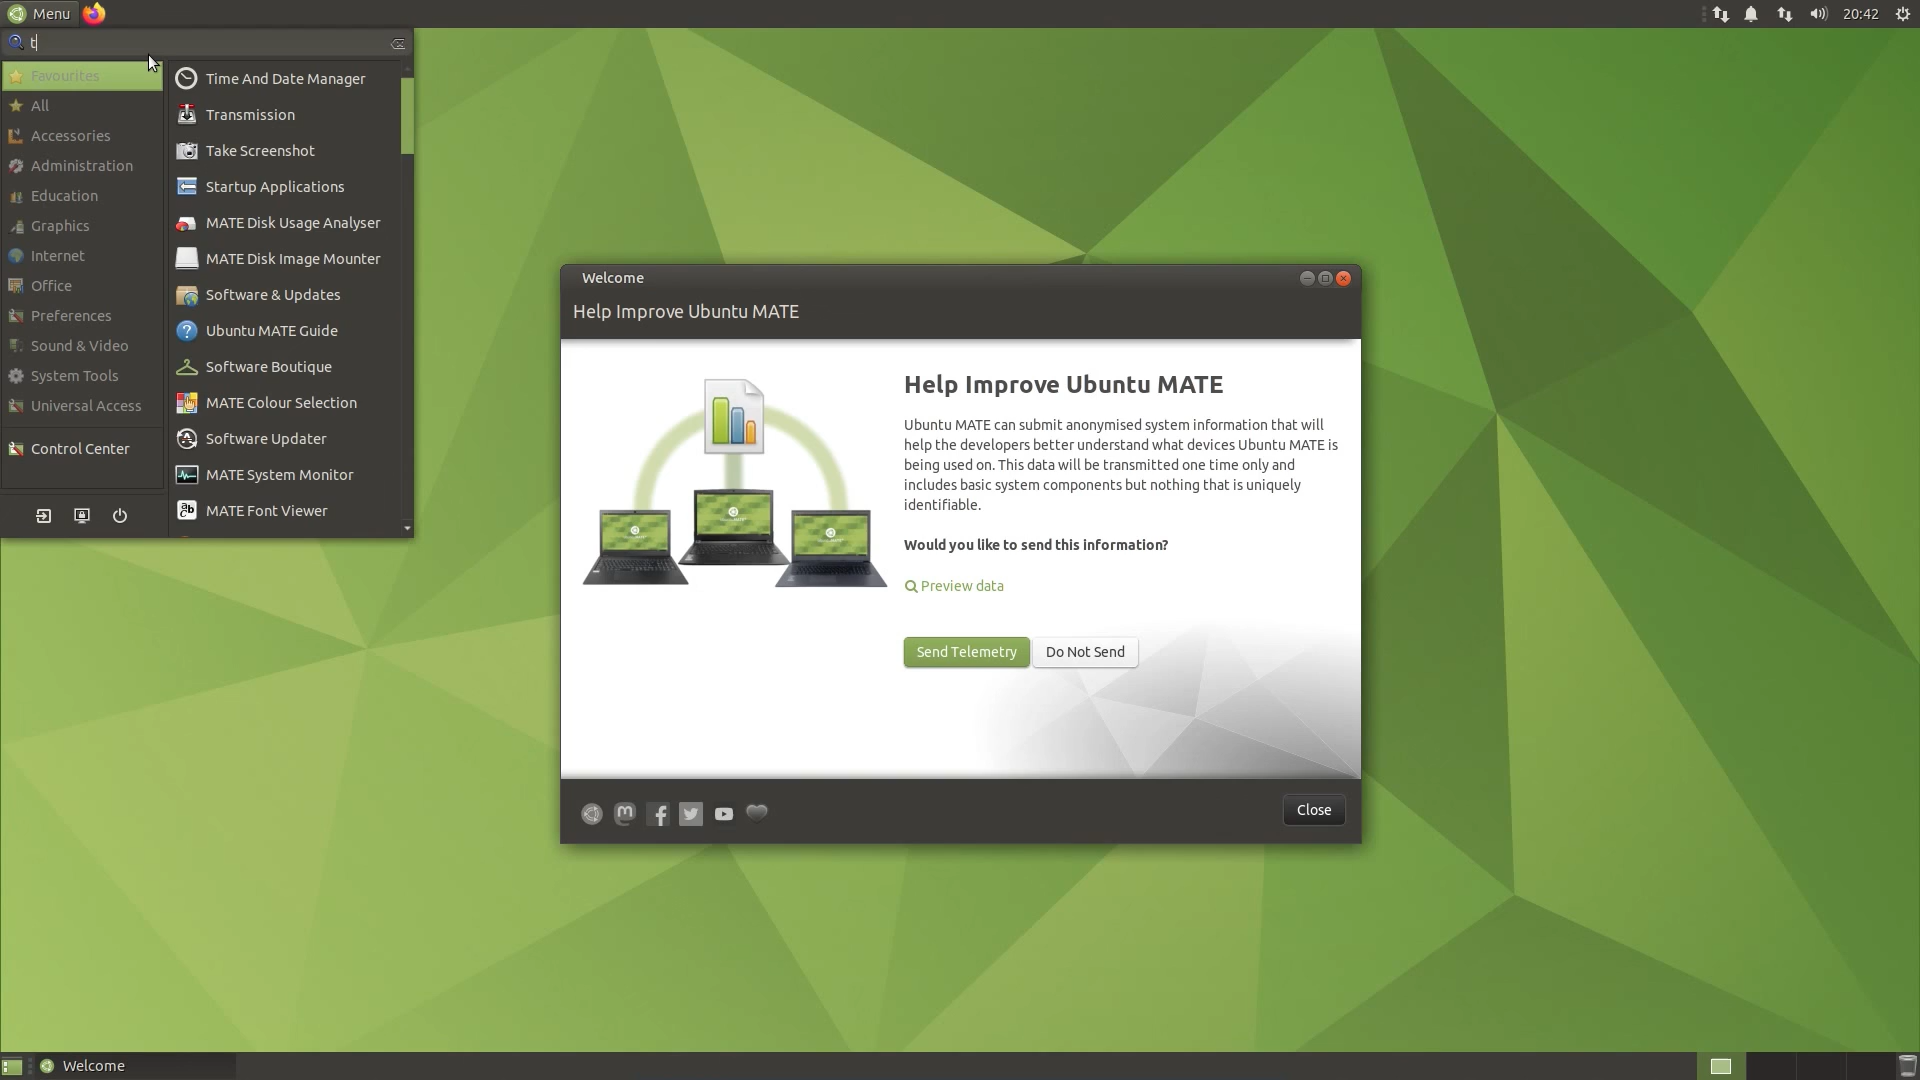 Menu
20:42
t
Favourites
All
Accessories
Administration
Education
Graphics
Internet
Office
Preferences
Sound & Video
System Tools
Universal Access
Control Center
Time And Date Manager
Transmission
Take Screenshot
Startup Applications
MATE Disk Usage Analyser
MATE Disk Image Mounter
Software & Updates
Ubuntu MATE Guide
Software Boutique
MATE Colour Selection
Software Updater
MATE System Monitor
MATE Font Viewer
Welcome
Help Improve Ubuntu MATE
Help Improve Ubuntu MATE
Ubuntu MATE can submit anonymised system information that will
help the developers better understand what devices Ubuntu MATE is
being used on. This data will be transmitted one time only and
includes basic system components but nothing that is uniquely
identifiable.
Would you like to send this information?
Preview data
Send Telemetry
Do Not Send
Close
Welcome